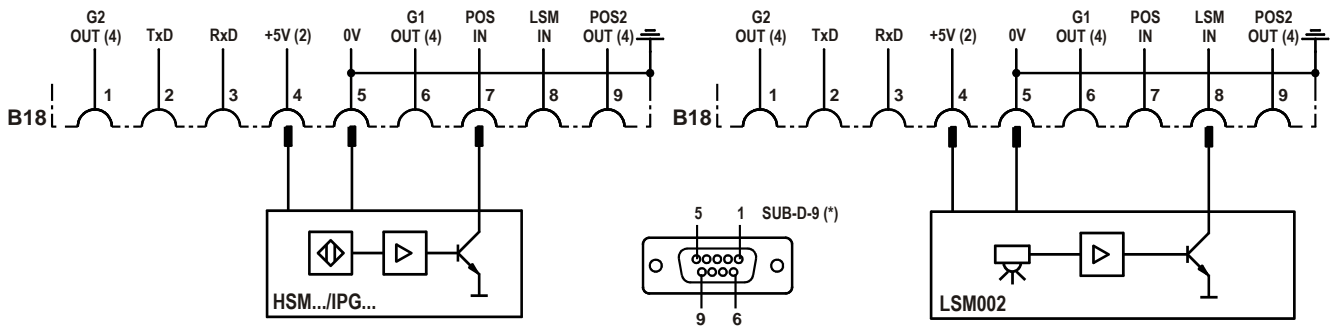 G2 G1 POS LSM POS2 G2 G1 POS LSM POS2
OUT (4) TxD RxD +5V (2) 0V OUT (4) IN IN OUT (4) OUT (4) TxD RxD +5V (2) 0V OUT (4) IN IN OUT (4)
1 2 3 4 5 6 7 8 9 1 2 3 4 5 6 7 8 9
B18 B18
5 1 SUB-D-9 (*)
HSM.../IPG... LSM002
9 6